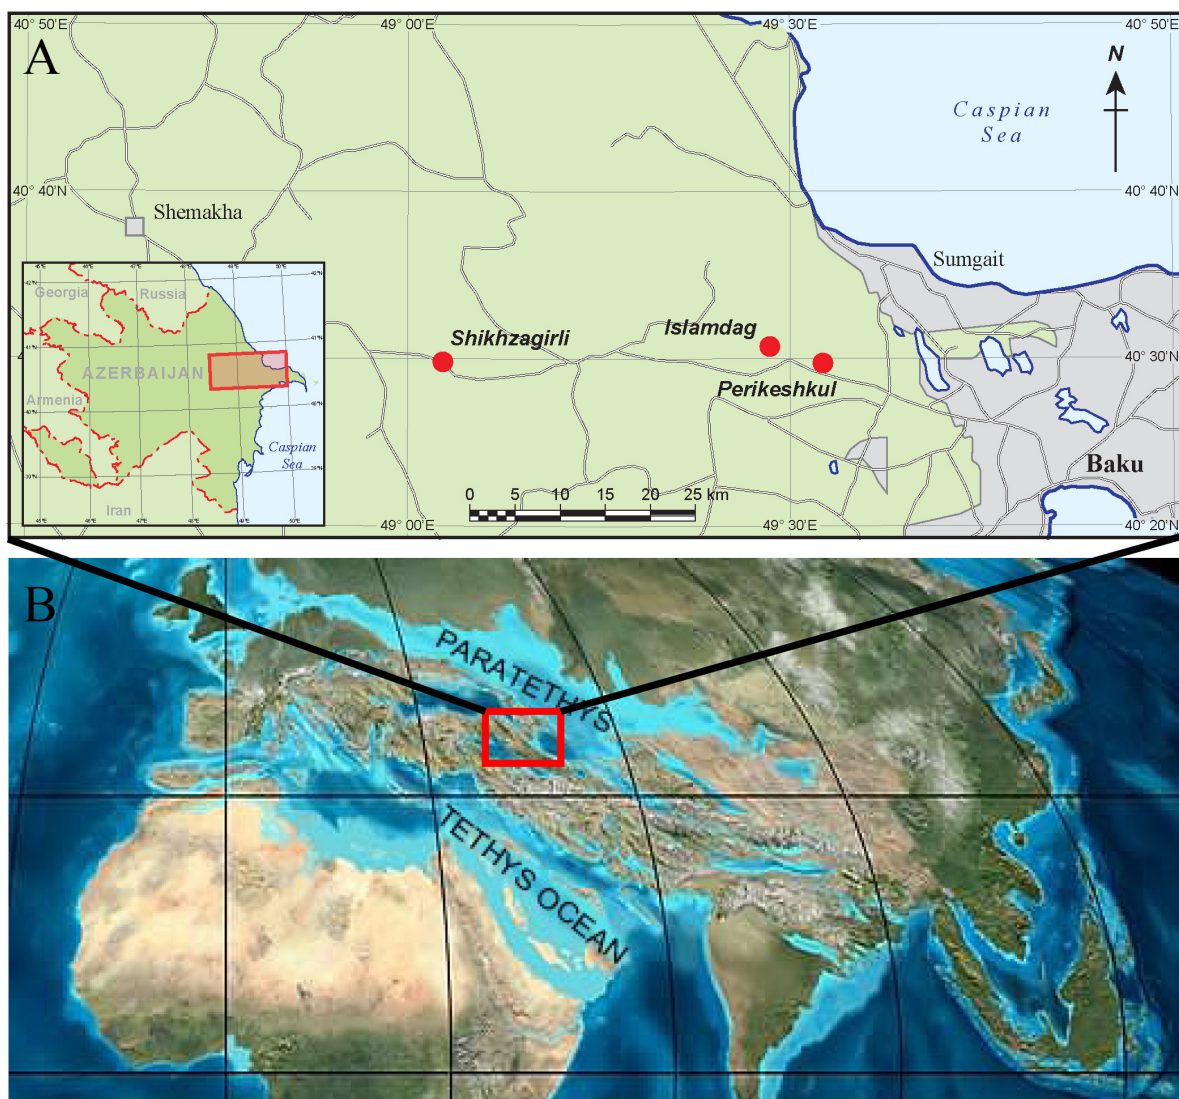 40° 50'E
49° 00'E
49° 30'E
40° 50'E
A
N
Caspian
Sea
40° 40'N
40° 40'N
Shemakha
Sumgait
Georgia
Russia
AZERBAIJAN
Armenia
Caspian
Sea
Iran
Shikhzagirli
Islamdag
40° 30'E
Perikeshkul
Baku
0 5 10 15 20 25 km
49° 00'E
49° 30'E
40° 20'N
B
PARATETHYS
TETHYS OCEAN